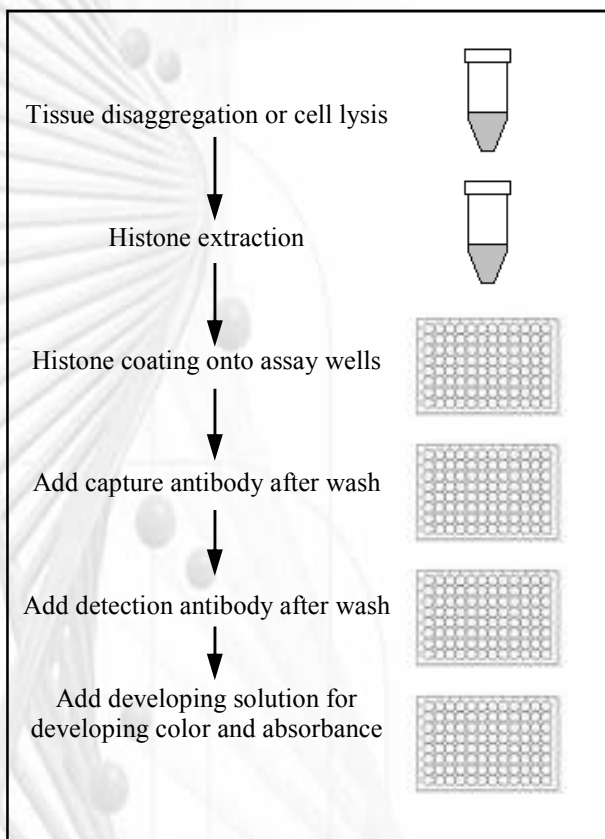 Tissue disaggregation or cell lysis
Histone extraction
Histone coating onto assay wells
Add capture antibody after wash
Add detection antibody after wash
Add developing solution for
developing color and absorbance